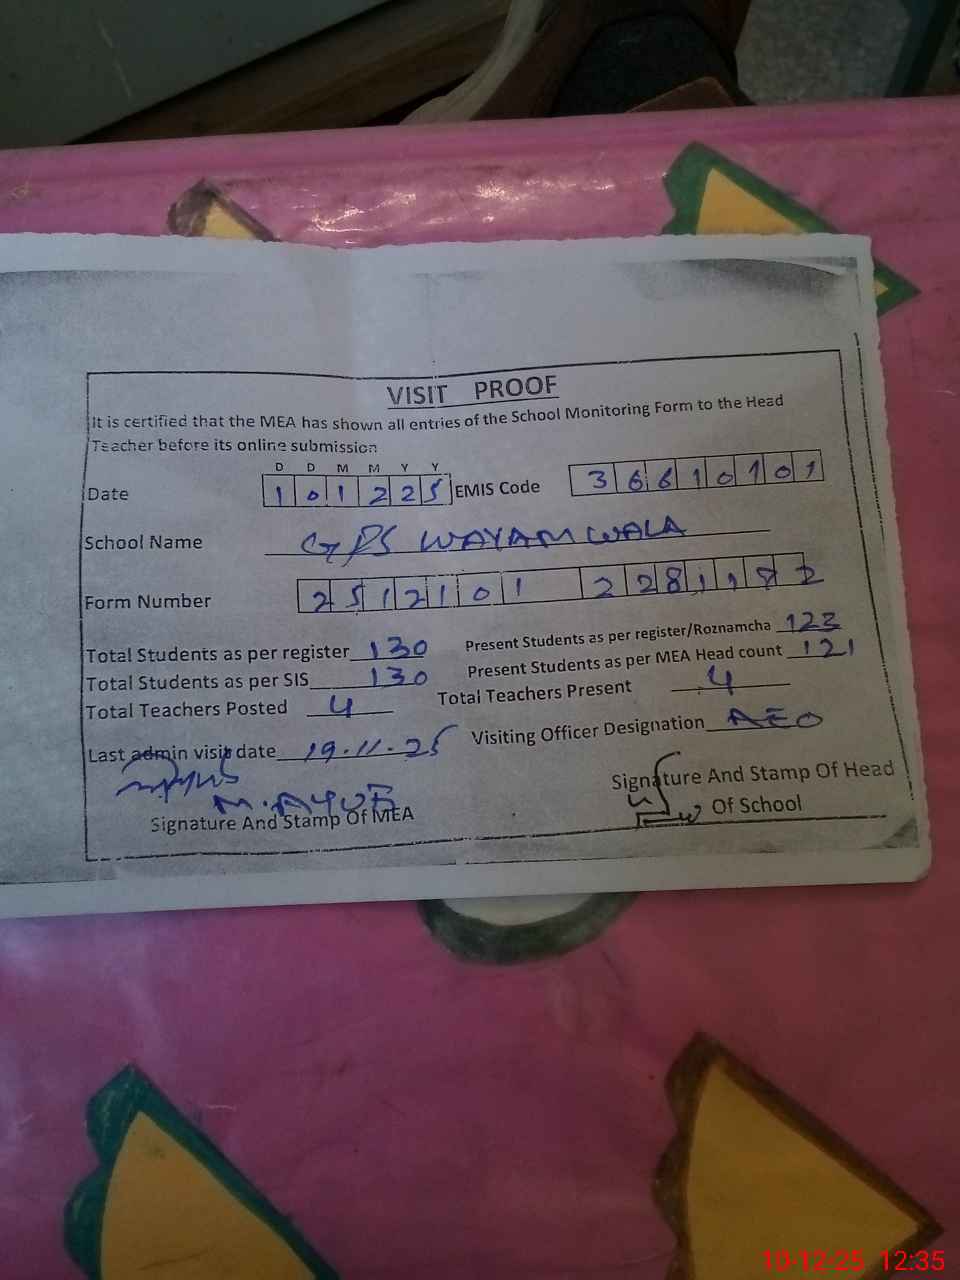 VISIT PROOF
It is certified that the MEA has shown all entries of the School Monitoring Form to the Head
Teacher before its online submission
D D M M Y Y
Date 1 0 1 2 2 5 EMIS Code 3 6 6 1 0 1 0 1
School Name GPS WAYAM WALA
Form Number 2 5 1 2 1 0 1 2 2 8
Total Students as per register 130 Present Students as per register/Roznamcha 123
Total Students as per SIS 130 Present Students as per MEA Head count 121
Total Teachers Posted 4 Total Teachers Present 4
Last admin visit date 19.11.25 Visiting Officer Designation AEO
M. AYUB
Signature And Stamp Of MEA Signature And Stamp Of Head
Of School
10-12-25 12:35